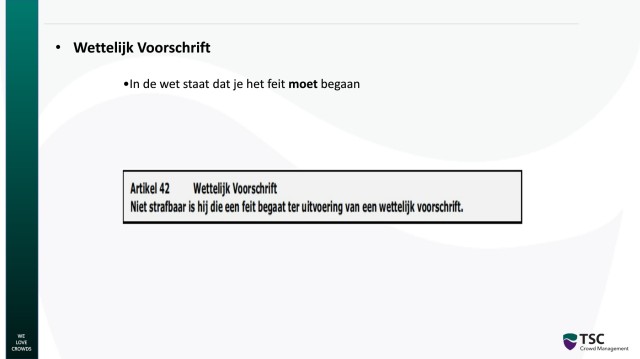 • Wettelijk Voorschrift
•In de wet staat dat je het feit moet begaan
Artikel 42 Wettelijk Voorschrift
Niet strafbaar is hij die een feit begaat ter uitvoering van een wettelijk voorschrift.
WE
LOVE
CROWDS
TSC
Crowd Management